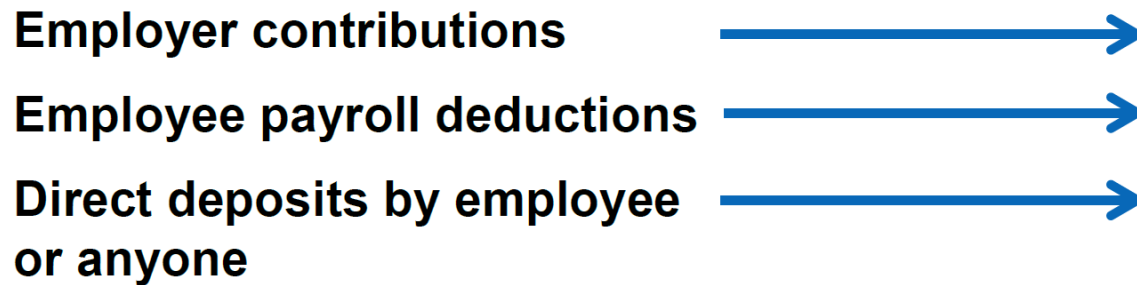 Employer contributions
Employee payroll deductions
Direct deposits by employee
or anyone